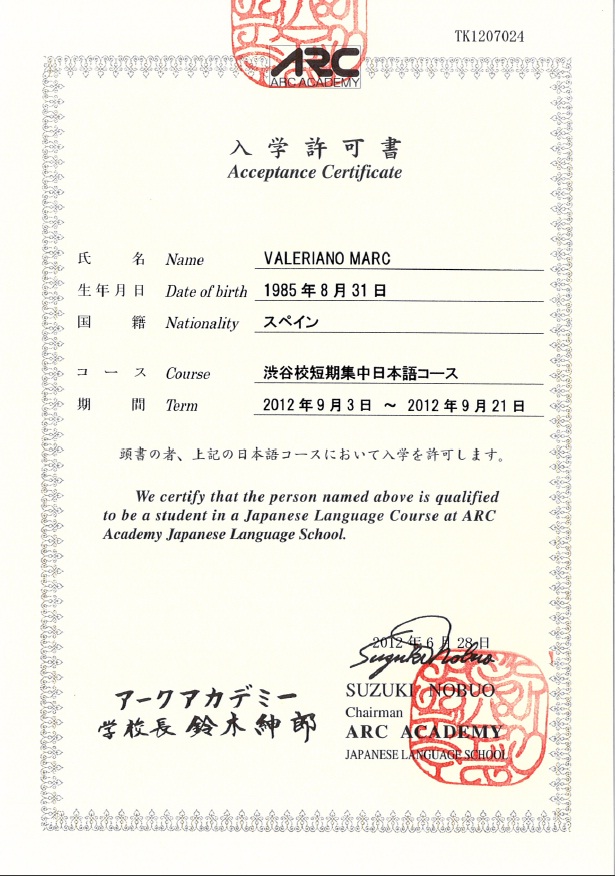 TK1207024
ARC
ARC ACADEMY
入学許可書
Acceptance Certificate
氏名 Name VALERIANO MARC
生年月日 Date of birth 1985年8月31日
国籍 Nationality スペイン
コース Course 渋谷校短期集中日本語コース
期間 Term 2012年9月3日 ～ 2012年9月21日
頭書の者、上記の日本語コースにおいて入学を許可します。
We certify that the person named above is qualified
to be a student in a Japanese Language Course at ARC
Academy Japanese Language School.
2012年6月28日
Suzuki Nobuo
アークアカデミー
学校長 鈴木紳郎
SUZUKI NOBUO
Chairman
ARC ACADEMY
JAPANESE LANGUAGE SCHOOL